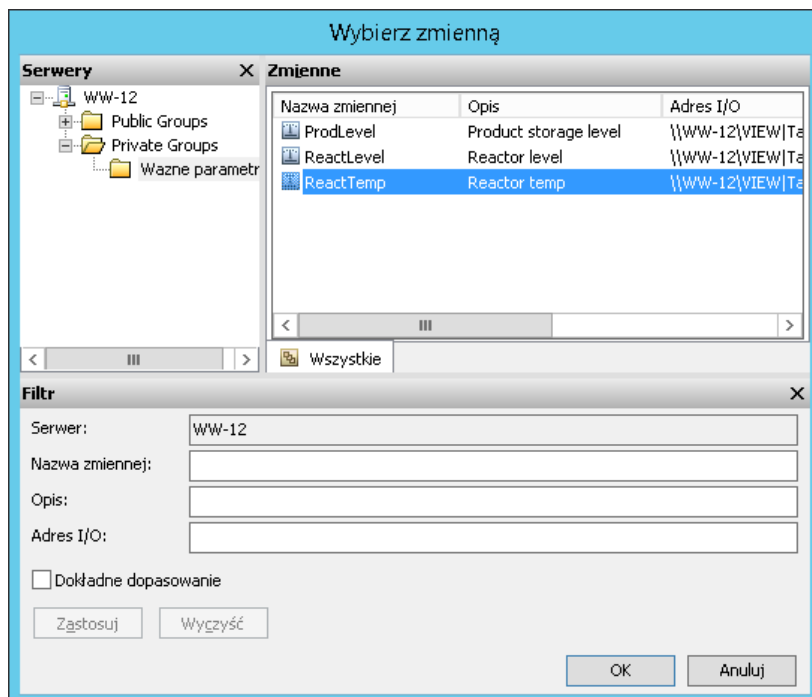 Wybierz zmienną
Serwery
WW-12
Public Groups
Private Groups
Wazne parametr
Zmienne
Nazwa zmiennej Opis Adres I/O
ProdLevel Product storage level \\WW-12\VIEW|Ta
ReactLevel Reactor level \\WW-12\VIEW|Ta
ReactTemp Reactor temp \\WW-12\VIEW|Ta
Wszystkie
Filtr
Serwer: WW-12
Nazwa zmiennej:
Opis:
Adres I/O:
Dokładne dopasowanie
Zastosuj Wyczyść
OK Anuluj